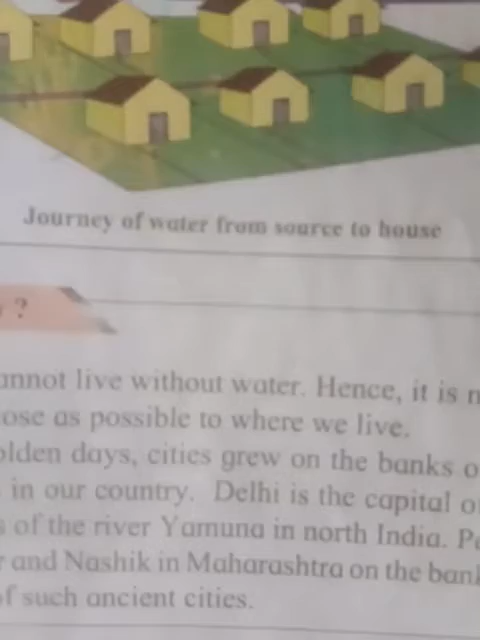 Journey of water from source to house
?
annot live without water. Hence, it is
ose as possible to where we live.
olden days, cities grew on the banks o
in our country. Delhi is the capital o
s of the river Yamuna in north India. P
r and Nashik in Maharashtra on the bank
of such ancient cities.